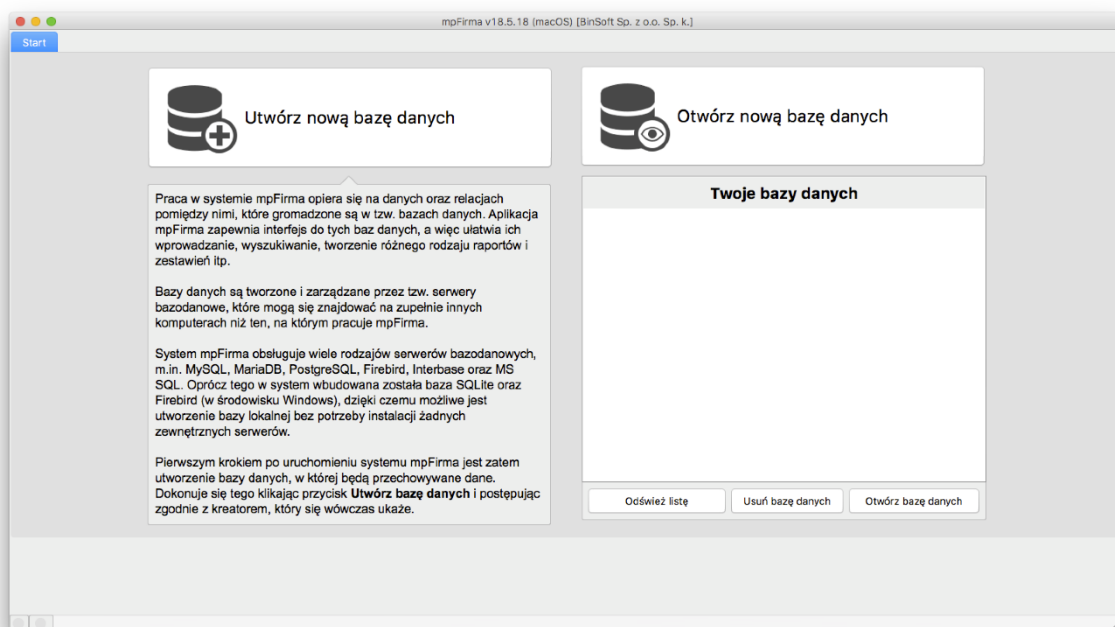 mpFirma v18.5.18 (macOS) [BinSoft Sp. z o.o. Sp. k.]
Start
Utwórz nową bazę danych
Praca w systemie mpFirma opiera się na danych oraz relacjach
pomiędzy nimi, które gromadzone są w tzw. bazach danych. Aplikacja
mpFirma zapewnia interfejs do tych baz danych, a więc ułatwia ich
wprowadzanie, wyszukiwanie, tworzenie różnego rodzaju raportów i
zestawień itp.
Bazy danych są tworzone i zarządzane przez tzw. serwery
bazodanowe, które mogą się znajdować na zupełnie innych
komputerach niż ten, na którym pracuje mpFirma.
System mpFirma obsługuje wiele rodzajów serwerów bazodanowych,
m.in. MySQL, MariaDB, PostgreSQL, Firebird, Interbase oraz MS
SQL. Oprócz tego w system wbudowana została baza SQLite oraz
Firebird (w środowisku Windows), dzięki czemu możliwe jest
utworzenie bazy lokalnej bez potrzeby instalacji żadnych
zewnętrznych serwerów.
Pierwszym krokiem po uruchomieniu systemu mpFirma jest zatem
utworzenie bazy danych, w której będą przechowywane dane.
Dokonuje się tego klikając przycisk Utwórz bazę danych i postępując
zgodnie z kreatorem, który się wówczas ukaże.
Otwórz nową bazę danych
Twoje bazy danych
Odśwież listę
Usuń bazę danych
Otwórz bazę danych